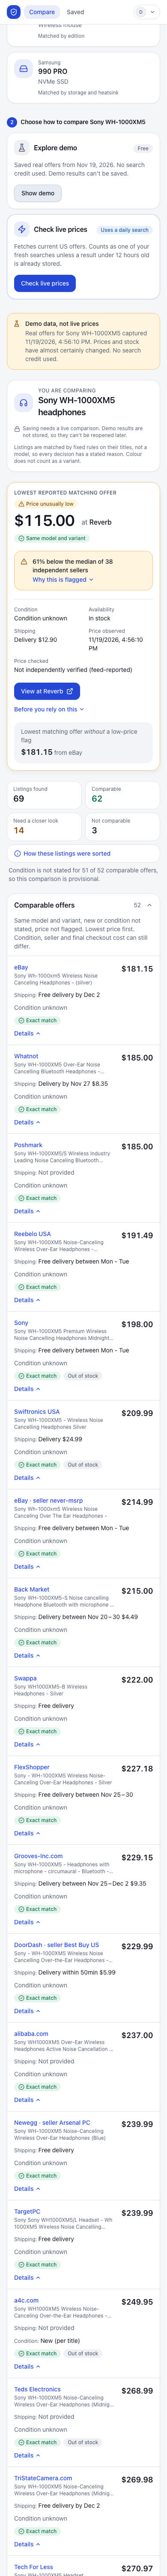 Compare
Saved
Wireless mouse
Matched by edition
Samsung
990 PRO
NVMe SSD
Matched by storage and heatsink
2 Choose how to compare Sony WH-1000XM5
Explore demo
Free
Saved real offers from Nov 19, 2026. No search
credit used. Demo results can't be saved.
Show demo
Check live prices
Uses a daily search
Fetches current US offers. Counts as one of your
fresh searches unless a result under 12 hours old
is already stored.
Check live prices
Demo data, not live prices
Real offers for Sony WH-1000XM5 captured
11/19/2026, 4:56:10 PM. Prices and stock
have almost certainly changed. No search
credit used.
YOU ARE COMPARING
Sony WH-1000XM5
headphones
Saving needs a live comparison. Demo results are
not stored, so they can't be reopened later.
Listings are matched by fixed rules on their titles, not a
model, so every decision has a stated reason. Colour
does not count as a variant.
LOWEST REPORTED MATCHING OFFER
Price unusually low
$115.00 at Reverb
Same model and variant
61% below the median of 38
independent sellers
Why this is flagged
Condition
Condition unknown
Availability
In stock
Shipping
Delivery $12.90
Price observed
11/19/2026, 4:56:10
PM
Price checked
Not independently verified (feed-reported)
View at Reverb
Before you rely on this
Lowest matching offer without a low-price
flag
$181.15 from eBay
Listings found
69
Comparable
62
Need a closer look
14
Not comparable
3
How these listings were sorted
Condition is not stated for 51 of 52 comparable offers,
so this comparison is provisional.
Comparable offers
52
Same model and variant, new or condition not
stated, price not flagged. Lowest price first.
Condition, seller and final checkout cost can still
differ.
eBay
$181.15
Sony Wh-1000xm5 Wireless Noise
Canceling Headphones - (silver)
Shipping: Free delivery by Dec 2
Condition unknown
Exact match
Details
Whatnot
$185.00
Sony WH-1000XM5 Over-Ear Noise
Cancelling Bluetooth Headphones -...
Shipping: Delivery by Nov 27 $8.35
Condition unknown
Exact match
Details
Poshmark
$185.00
Sony WH-1000XM5/S Wireless Industry
Leading Noise Canceling Bluetooth...
Shipping: Not provided
Condition unknown
Exact match
Details
Reebelo USA
$191.49
Sony WH-1000XM5 Noise-Canceling
Wireless Over-Ear Headphones -...
Shipping: Free delivery between Mon - Tue
Condition unknown
Exact match
Details
Sony
$198.00
Sony WH-1000XM5 Premium Wireless
Noise Canceling Headphones Midnight...
Shipping: Free delivery between Mon - Tue
Condition unknown
Exact match
Out of stock
Details
Swiftronics USA
$209.99
Sony WH-1000XM5 - Wireless Noise
Cancelling Headphones Silver
Shipping: Delivery $24.99
Condition unknown
Exact match
Out of stock
Details
eBay · seller never-msrp
$214.99
Sony Wh-1000xm5 Wireless Noise
Canceling Over The Ear Headphones -
Shipping: Free delivery between Mon - Tue
Condition unknown
Exact match
Details
Back Market
$215.00
Sony WH-1000XM5-S Noise cancelling
Headphone Bluetooth with microphone...
Shipping: Delivery between Nov 20–30 $4.49
Condition unknown
Exact match
Details
Swappa
$222.00
Sony WH1000XM5-B Wireless
Headphones - Silver
Shipping: Free delivery
Condition unknown
Exact match
Details
FlexShopper
$227.18
Sony - WH-1000XM5 Wireless Noise-
Canceling Over-Ear Headphones - Silver
Shipping: Free delivery between Nov 25–30
Condition unknown
Exact match
Details
Grooves-Inc.com
$229.15
Sony WH-1000XM5 - Headphones with
microphone - circumaural - Bluetooth -...
Shipping: Delivery between Nov 25–Dec 2 $9.35
Condition unknown
Exact match
Details
DoorDash · seller Best Buy US
$229.99
Sony - WH-1000XM5 Wireless Noise
Canceling Over-the-Ear Headphones -...
Shipping: Delivery within 50min $5.99
Condition unknown
Exact match
Details
alibaba.com
$237.00
Sony WH1000XM5 Over-Ear Wireless
Headphones Active Noise Cancellation...
Shipping: Not provided
Condition unknown
Exact match
Details
Newegg · seller Arsenal PC
$239.99
Sony WH-1000XM5 Noise-Canceling
Wireless Over-Ear Headphones (Blue)
Shipping: Free delivery
Condition unknown
Exact match
Details
TargetPC
$239.99
Sony Sony WH1000XM5/L Headset - Wh
1000XM5 Wireless Noise Canceling...
Shipping: Free delivery
Condition unknown
Exact match
Details
a4c.com
$249.95
Sony WH1000XM5 Wireless Noise-
Canceling Over-the-Ear Headphones -...
Shipping: Not provided
Condition: New (per title)
Exact match
Out of stock
Details
Teds Electronics
$268.99
Sony WH-1000XM5 Noise-Canceling
Wireless Over-Ear Headphones (Midnig...
Shipping: Not provided
Condition unknown
Exact match
Out of stock
Details
TriStateCamera.com
$269.98
Sony WH-1000XM5 Noise-Canceling
Wireless Over-Ear Headphones (Midnig...
Shipping: Free delivery by Dec 2
Condition unknown
Exact match
Details
Tech For Less
$270.97